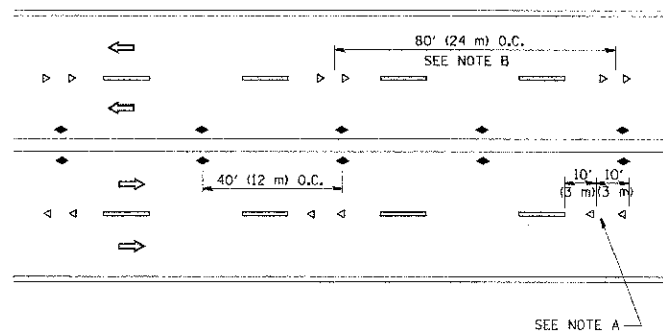 80' (24 m) O.C.
SEE NOTE B
40' (12 m) O.C.
10' 10'
(3 m) (3 m)
SEE NOTE A